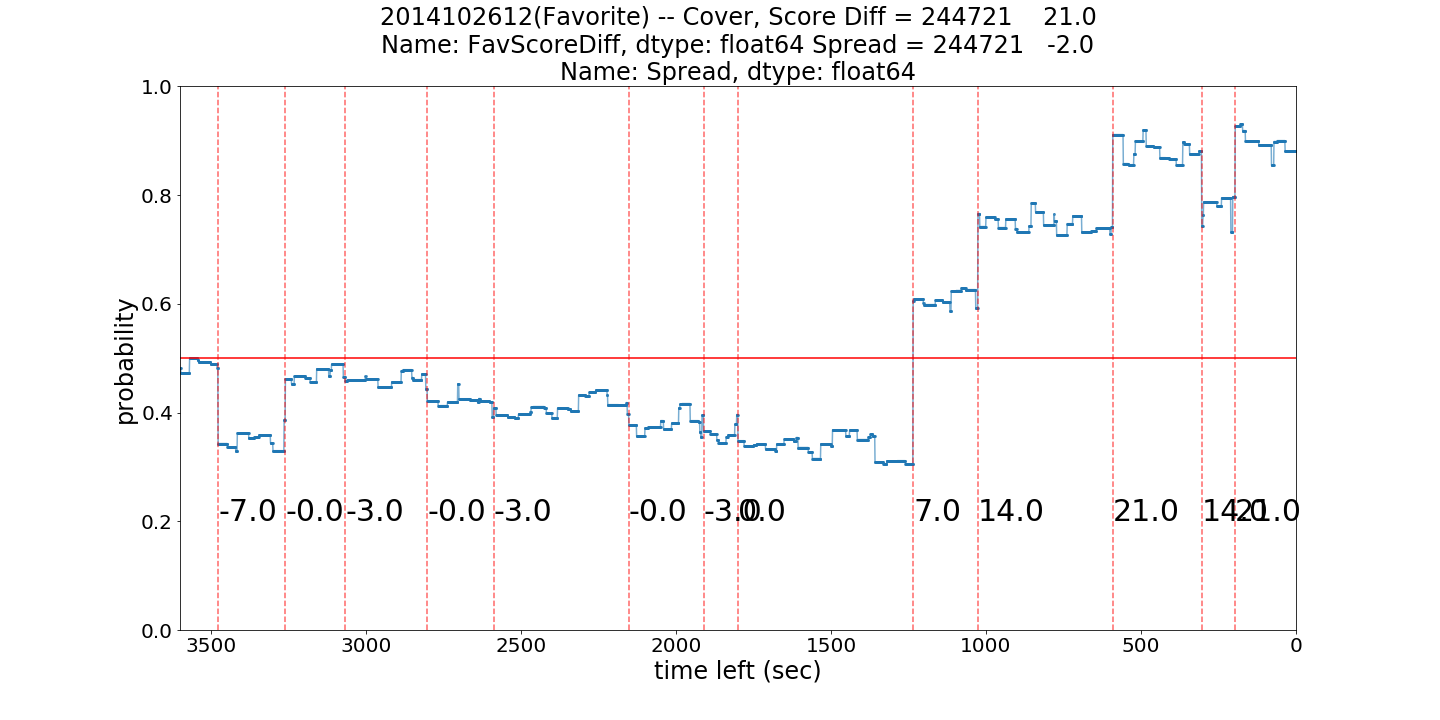 2014102612(Favorite) -- Cover, Score Diff = 244721    21.0
Name: FavScoreDiff, dtype: float64 Spread = 244721   -2.0
Name: Spread, dtype: float64
probability
1.0
0.8
0.6
0.4
0.2
0.0
-7.0 -0.0 -3.0 -0.0 -3.0 -0.0 -3.0 0.0 7.0 14.0 21.0 14.0 21.0
3500 3000 2500 2000 1500 1000 500 0
time left (sec)